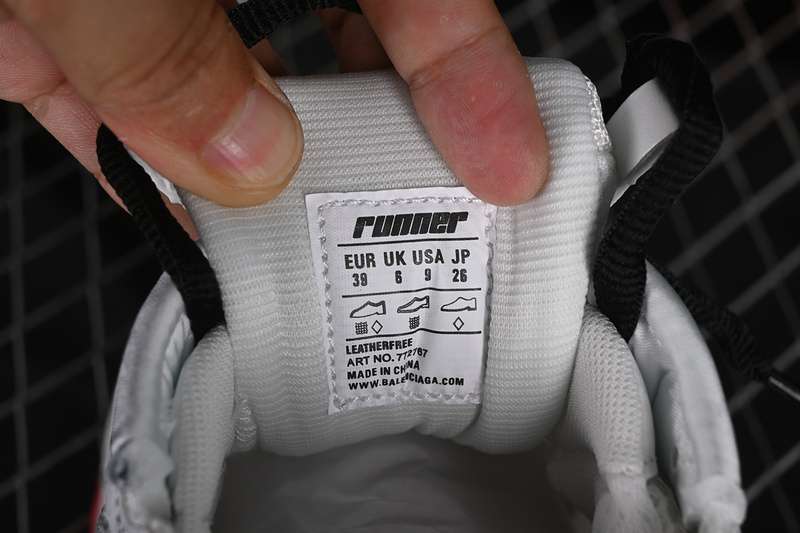 runner
EUR UK USA JP
39 6 9 26
LEATHERFREE
ART NO. 772767
MADE IN CHINA
WWW.BALENCIAGA.COM